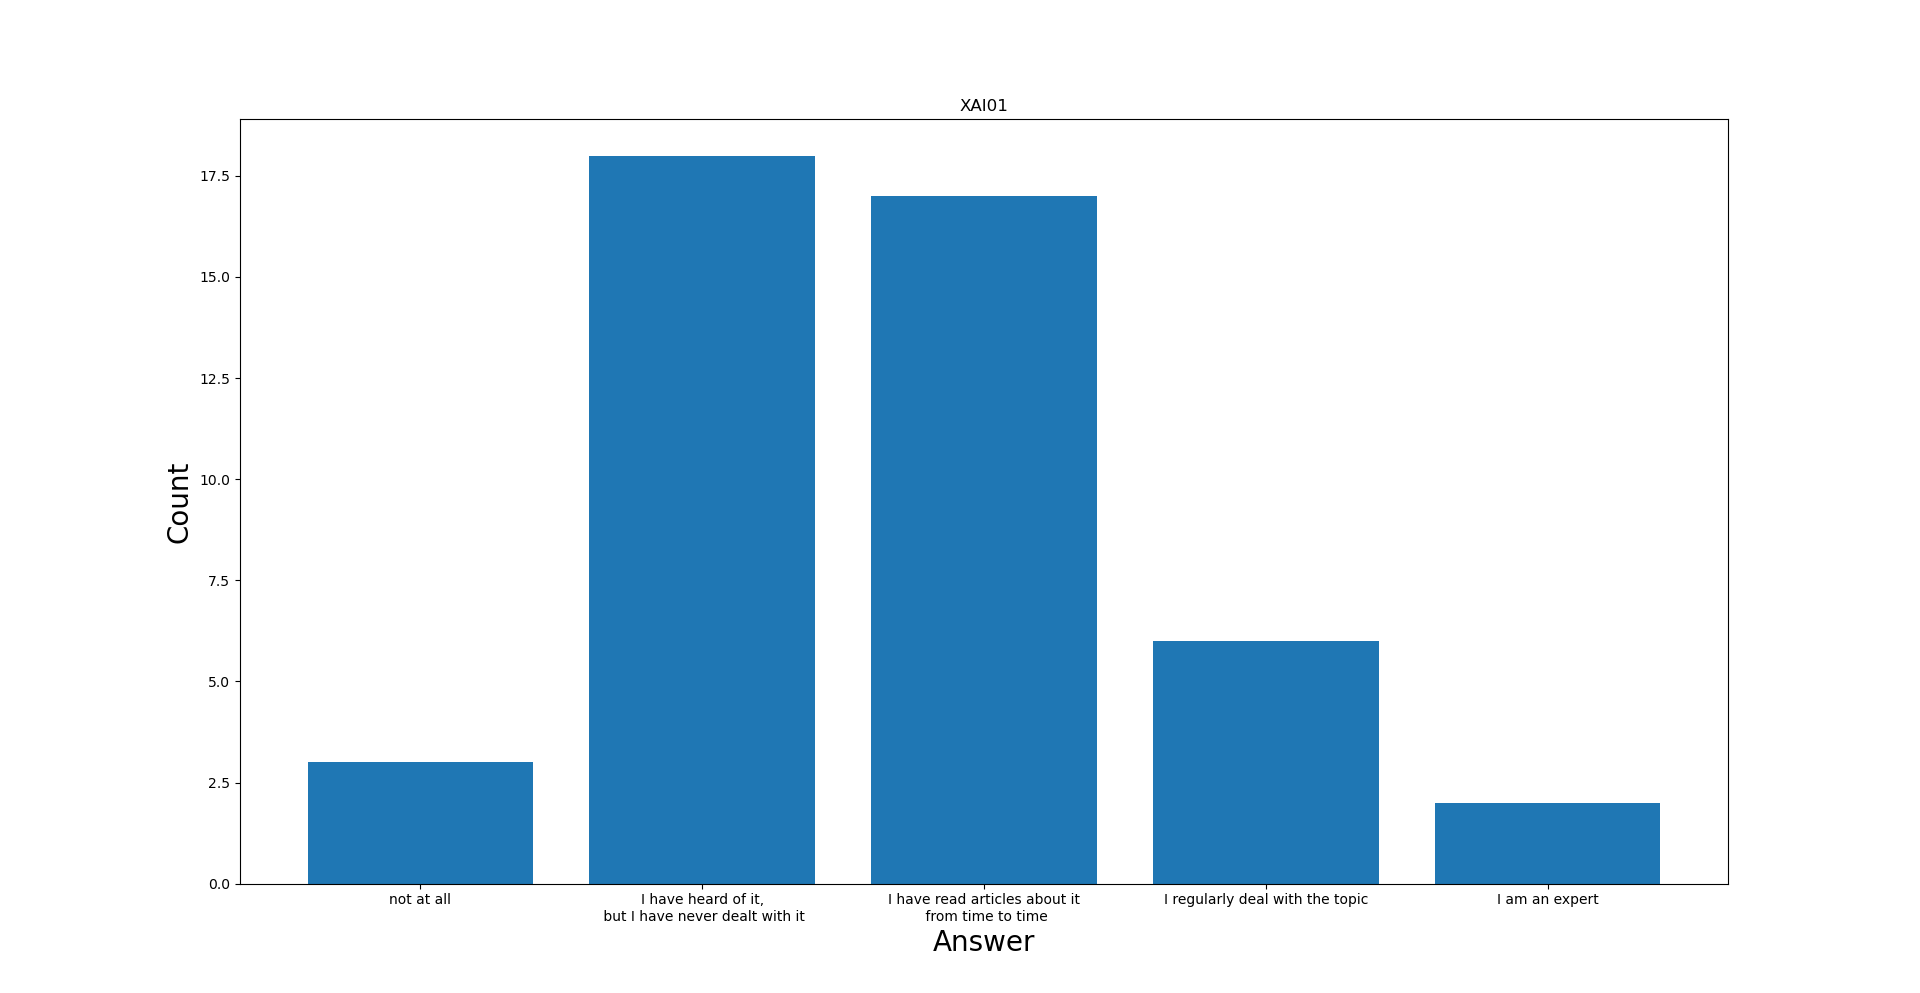 XAI01
17.5
15.0
12.5
10.0
7.5
5.0
2.5
0.0
Count
not at all
I have heard of it,
but I have never dealt with it
I have read articles about it
from time to time
I regularly deal with the topic
I am an expert
Answer